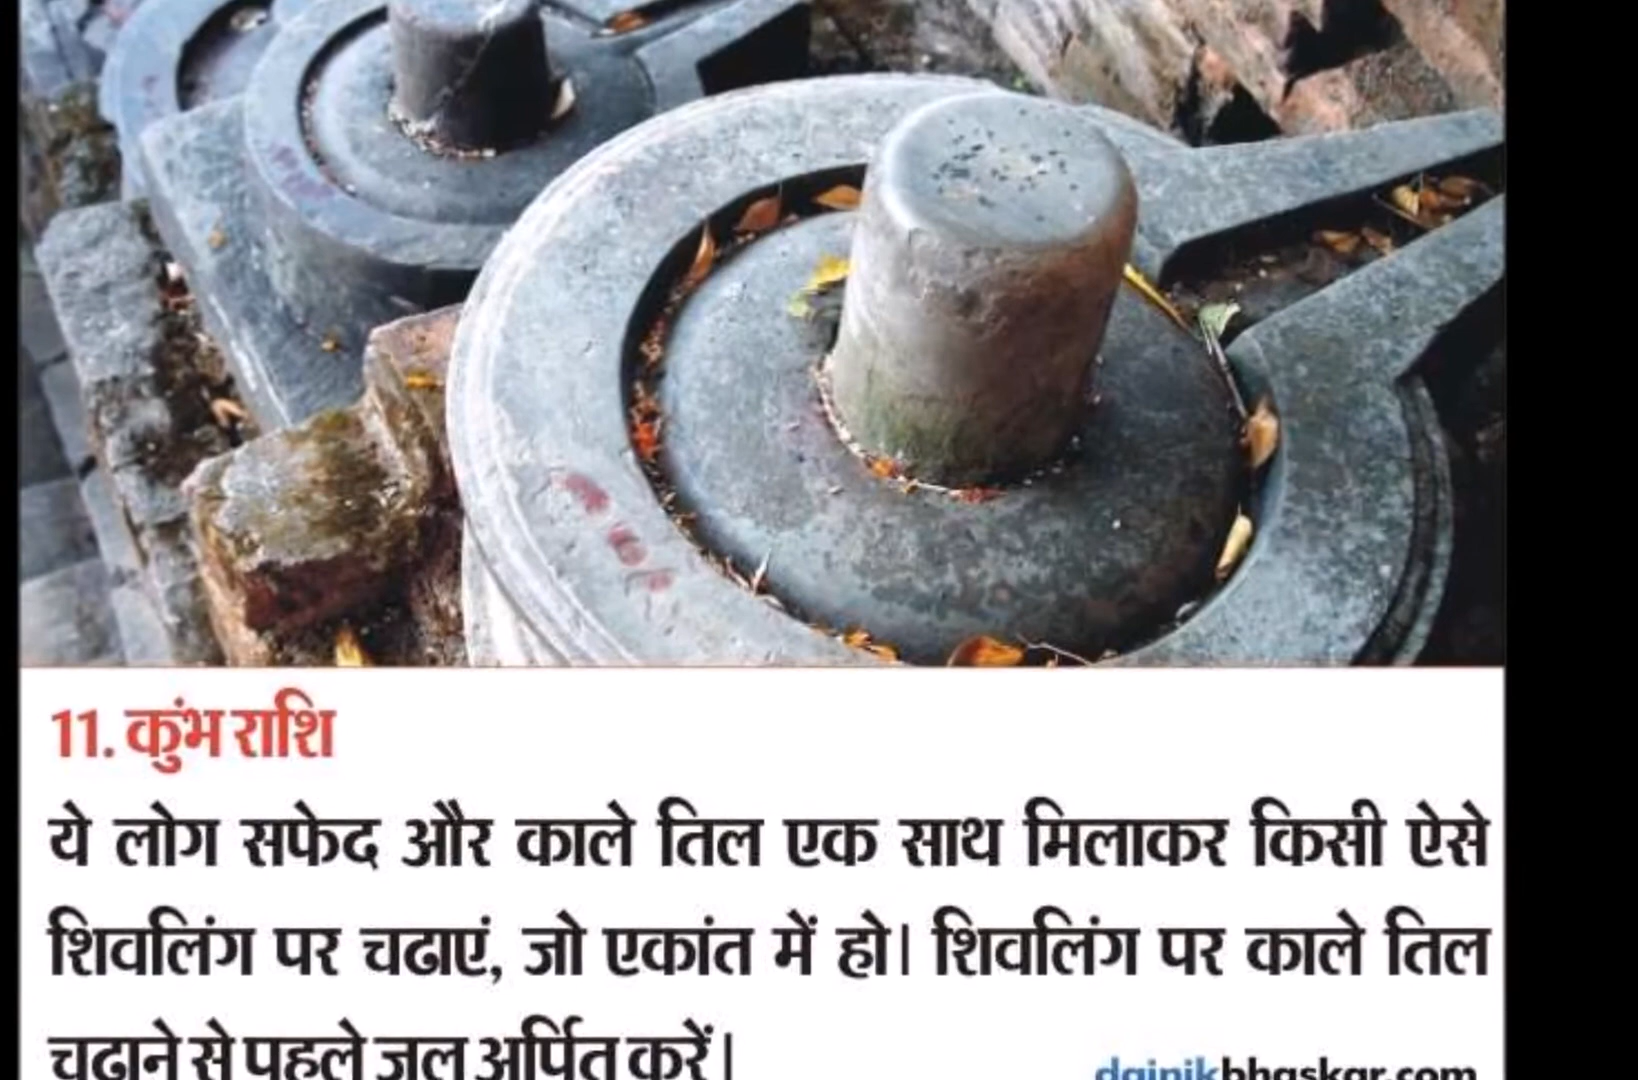 11. कुंभ राशि
ये लोग सफेद और काले तिल एक साथ मिलाकर किसी ऐसे
शिवलिंग पर चढाएं, जो एकांत में हो। शिवलिंग पर काले तिल
चढ़ाने से पहले जल अर्पित करें।
dainikbhaskar.com